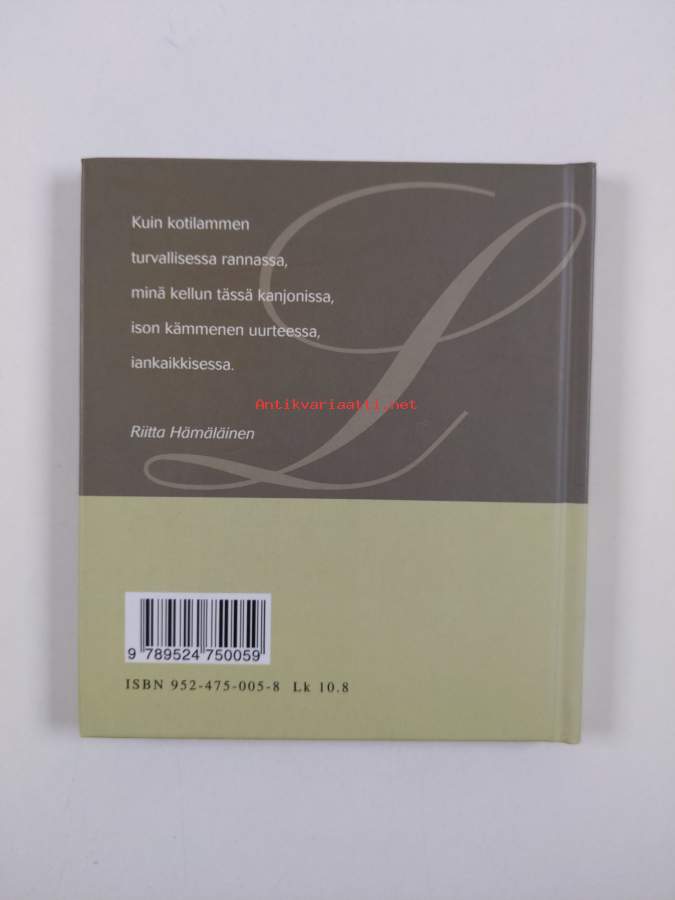 Kuin kotilammen
turvallisessa rannassa,
minä kellun tässä kanjonissa,
ison kämmenen uurteessa,
iankaikkisessa.
L
Antikvariaatti.net
Riitta Hämäläinen
9 789524 750059
ISBN 952-475-005-8 Lk 10.8